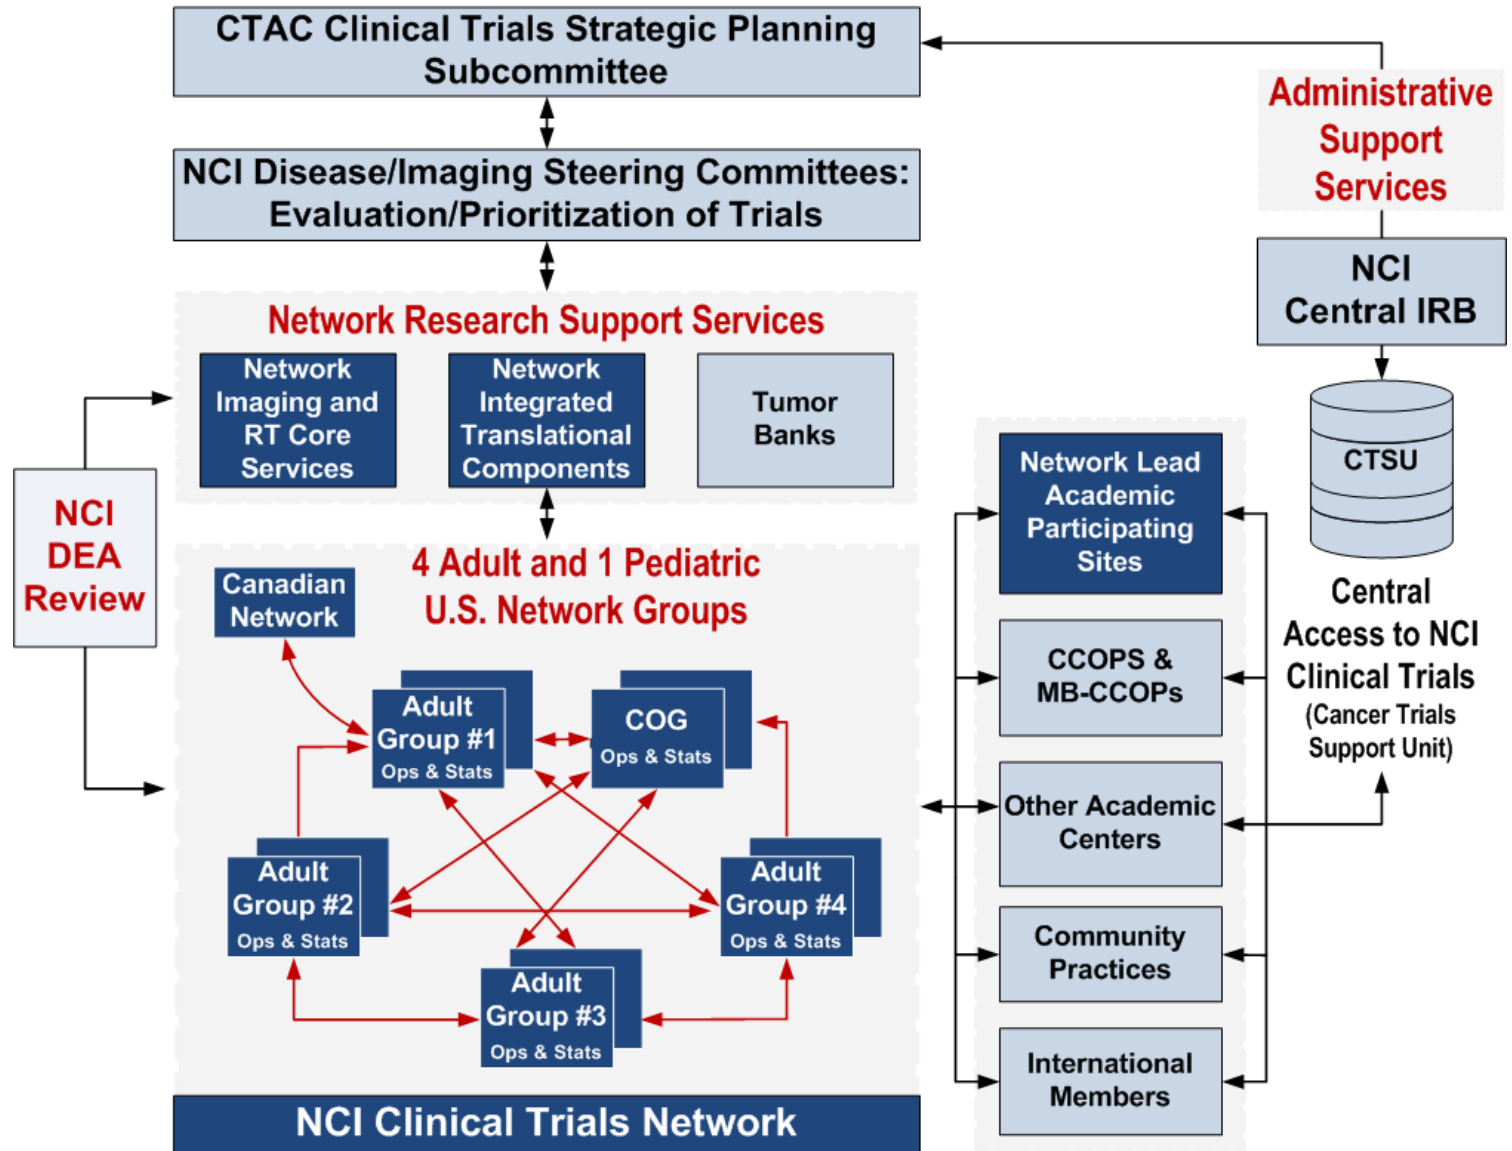 CTAC Clinical Trials Strategic Planning
Subcommittee
NCI Disease/Imaging Steering Committees:
Evaluation/Prioritization of Trials
Network Research Support Services
Network
Imaging and
RT Core
Services
Network
Integrated
Translational
Components
Tumor
Banks
NCI
DEA
Review
4 Adult and 1 Pediatric
U.S. Network Groups
Canadian
Network
Adult
Group #1
Ops & Stats
COG
Ops & Stats
Adult
Group #2
Ops & Stats
Adult
Group #4
Ops & Stats
Adult
Group #3
Ops & Stats
NCI Clinical Trials Network
Network Lead
Academic
Participating
Sites
CCOPS &
MB-CCOPs
Other Academic
Centers
Community
Practices
International
Members
Administrative
Support
Services
NCI
Central IRB
CTSU
Central
Access to NCI
Clinical Trials
(Cancer Trials
Support Unit)